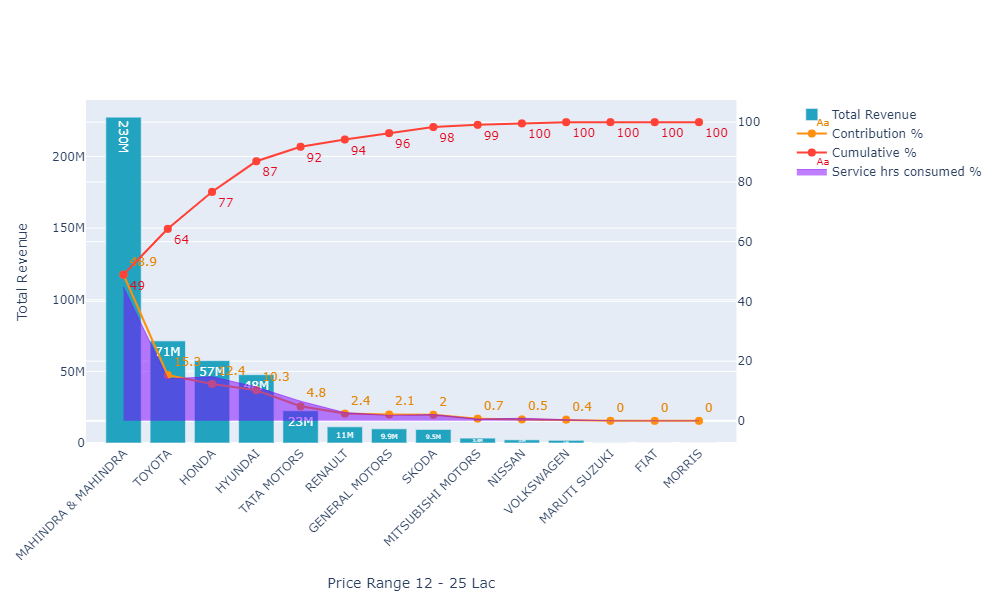 Total Revenue
Contribution %
Cumulative %
Service hrs consumed %
Aa
Aa
Total Revenue
200M
150M
100M
50M
0
100
80
60
40
20
0
230M
71M
57M
48M
23M
11M
9.9M
9.5M
49
64
77
87
92
94
96
98
99
100
100
100
100
100
12.4
10.3
4.8
2.4
2.1
2
0.7
0.5
0.4
0
0
0
MAHINDRA & MAHINDRA
TOYOTA
HONDA
HYUNDAI
TATA MOTORS
RENAULT
GENERAL MOTORS
SKODA
MITSUBISHI MOTORS
NISSAN
VOLKSWAGEN
MARUTI SUZUKI
FIAT
MORRIS
Price Range 12 - 25 Lac